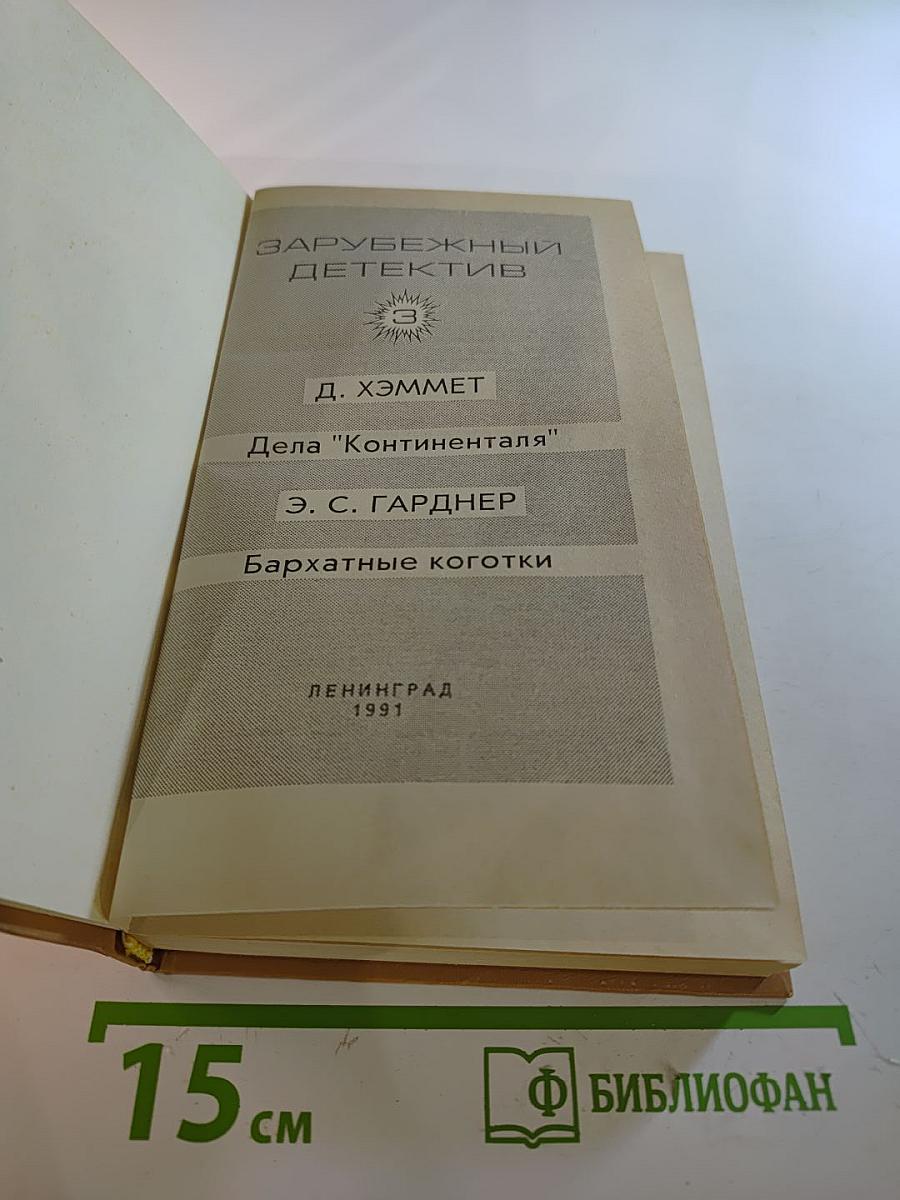 ЗАРУБЕЖНЫЙ
ДЕТЕКТИВ
3
Д. ХЭММЕТ
Дела "Континенталя"
Э. С. ГАРДНЕР
Бархатные коготки
ЛЕНИНГРАД
1991
15 см
Ф БИБЛИОФАН